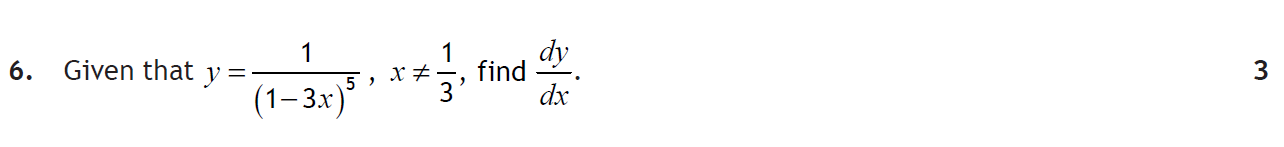 6. Given that y = 1/(1−3x)⁵ , x ≠ 1/3, find dy/dx. 3